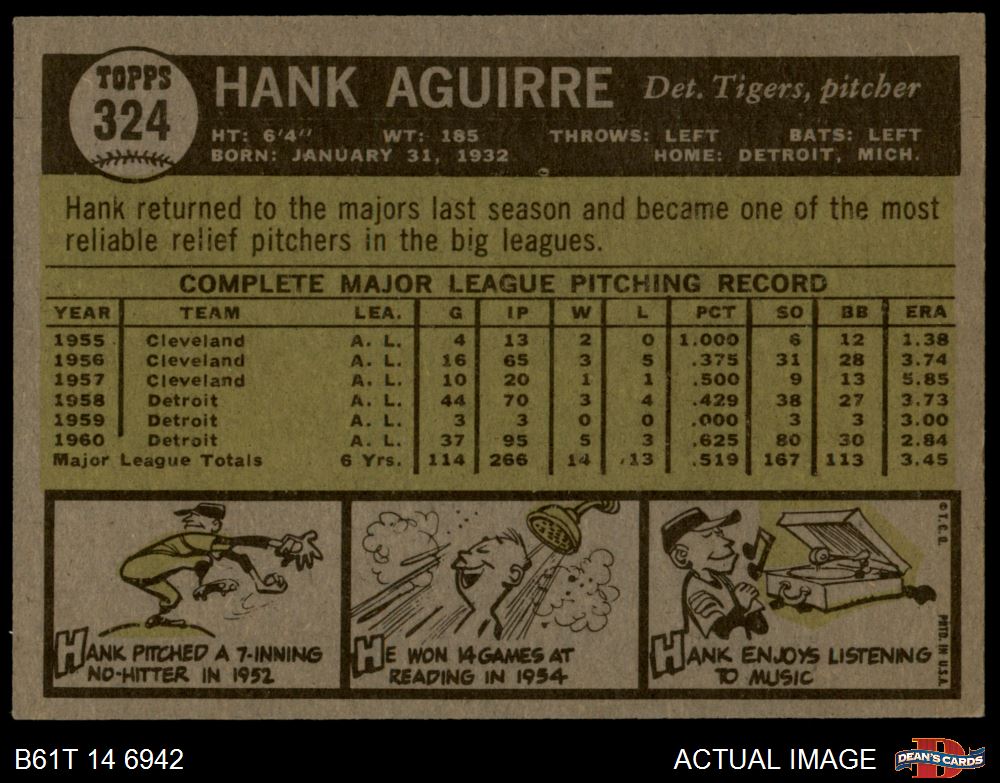 TOPPS
324
HANK AGUIRRE Det. Tigers, pitcher
HT: 6'4" WT: 185 THROWS: LEFT BATS: LEFT
BORN: JANUARY 31, 1932 HOME: DETROIT, MICH.
Hank returned to the majors last season and became one of the most
reliable relief pitchers in the big leagues.
COMPLETE MAJOR LEAGUE PITCHING RECORD
YEAR TEAM LEA. G IP W L PCT SO BB ERA
1955 Cleveland A. L. 4 13 2 0 1.000 6 12 1.38
1956 Cleveland A. L. 16 65 3 5 .375 31 28 3.74
1957 Cleveland A. L. 10 20 1 1 .500 9 13 5.85
1958 Detroit A. L. 44 70 3 4 .429 38 27 3.73
1959 Detroit A. L. 3 3 0 0 .000 3 3 3.00
1960 Detroit A. L. 37 95 5 3 .625 80 30 2.84
Major League Totals 6 Yrs. 114 266 14 13 .519 167 113 3.45
HANK PITCHED A 7-INNING
NO-HITTER IN 1952
HE WON 14 GAMES AT
READING IN 1954
HANK ENJOYS LISTENING
TO MUSIC
© T.C.G.
PRTD. IN U.S.A.
B61T 14 6942
ACTUAL IMAGE
D
DEAN'S CARDS